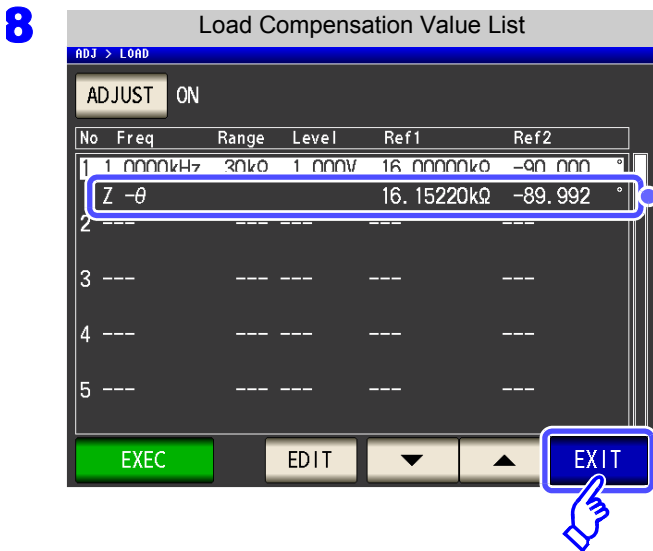 8
Load Compensation Value List
ADJ > LOAD
ADJUST ON
No Freq Range Level Ref1 Ref2
1 1.0000kHz 30kΩ 1.000V 16.00000kΩ -90.000 °
Z -θ 16.15220kΩ -89.992 °
2 --- --- --- --- ---
3 --- --- --- --- ---
4 --- --- --- --- ---
5 --- --- --- --- ---
EXEC EDIT ▼ ▲ EXIT